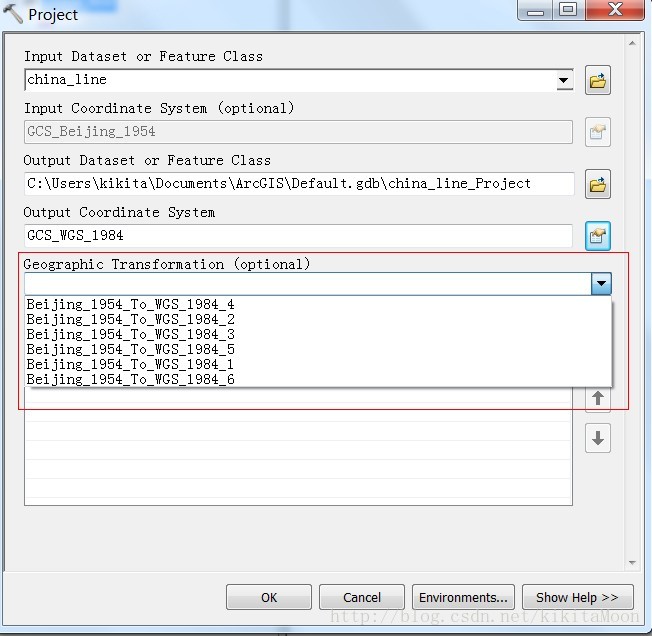 Project
Input Dataset or Feature Class
china_line
Input Coordinate System (optional)
GCS_Beijing_1954
Output Dataset or Feature Class
C:\Users\kikita\Documents\ArcGIS\Default.gdb\china_line_Project
Output Coordinate System
GCS_WGS_1984
Geographic Transformation (optional)
Beijing_1954_To_WGS_1984_4
Beijing_1954_To_WGS_1984_2
Beijing_1954_To_WGS_1984_3
Beijing_1954_To_WGS_1984_5
Beijing_1954_To_WGS_1984_1
Beijing_1954_To_WGS_1984_6
OK Cancel Environments... Show Help >>
http://blog.csdn.net/kikitaMoon